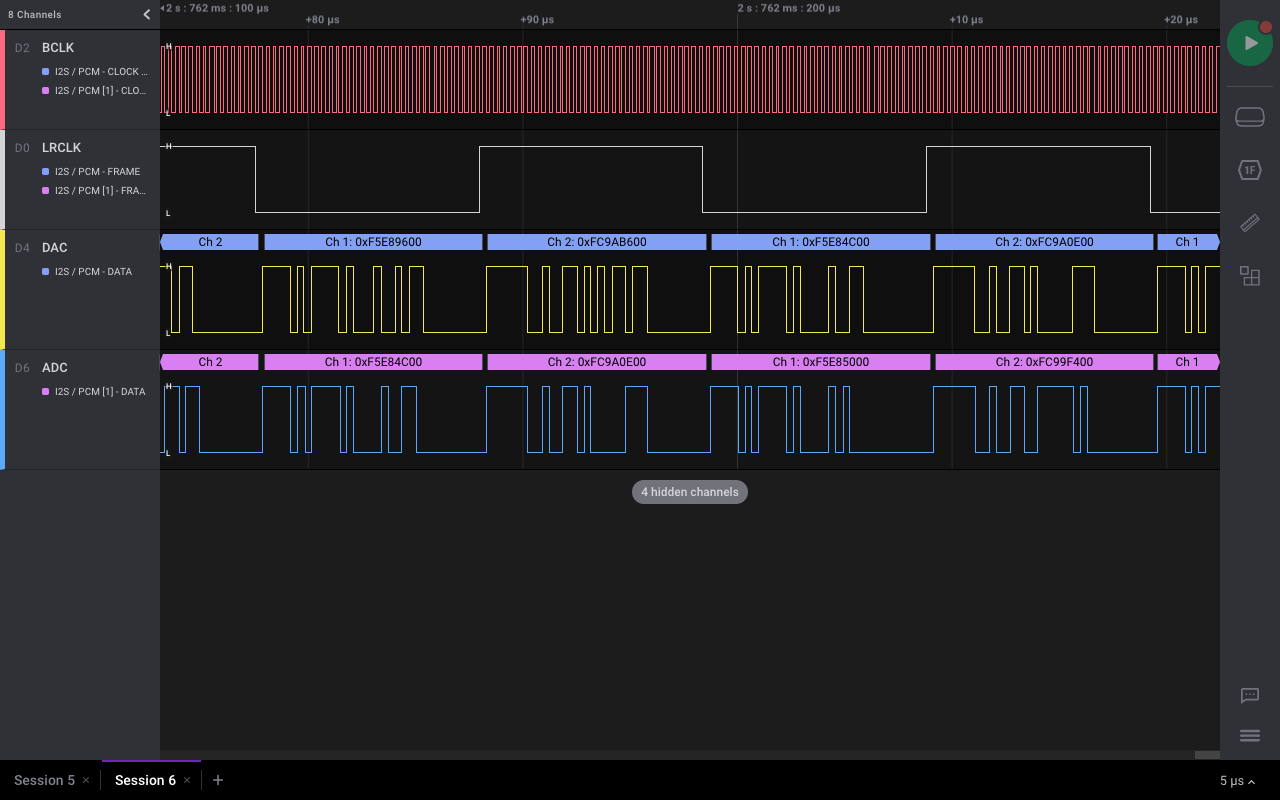 8 Channels
2 s : 762 ms : 100 µs
2 s : 762 ms : 200 µs
+80 µs
+90 µs
+10 µs
+20 µs
D2 BCLK
I2S / PCM - CLOCK ...
I2S / PCM [1] - CLO...
H
L
D0 LRCLK
I2S / PCM - FRAME
I2S / PCM [1] - FRA...
H
L
D4 DAC
I2S / PCM - DATA
Ch 2
Ch 1: 0xF5E89600
Ch 2: 0xFC9AB600
Ch 1: 0xF5E84C00
Ch 2: 0xFC9A0E00
Ch 1
H
L
D6 ADC
I2S / PCM [1] - DATA
Ch 2
Ch 1: 0xF5E84C00
Ch 2: 0xFC9A0E00
Ch 1: 0xF5E85000
Ch 2: 0xFC99F400
Ch 1
H
L
4 hidden channels
1F
Session 5 ×
Session 6 ×
+
5 µs